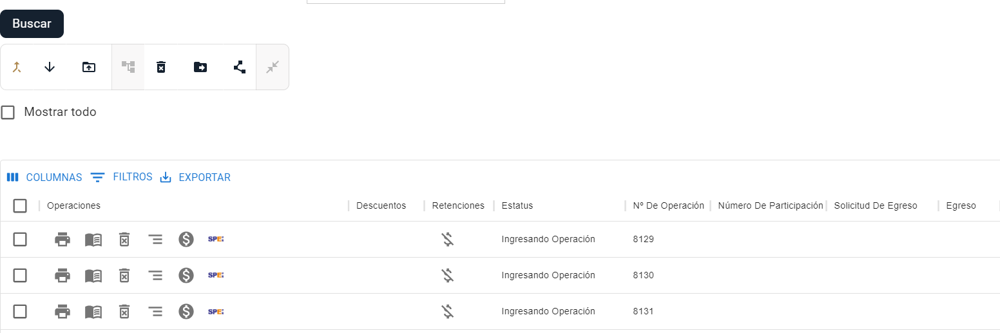 Buscar
Mostrar todo
COLUMNAS FILTROS EXPORTAR
Operaciones Descuentos Retenciones Estatus Nº De Operación Número De Participación Solicitud De Egreso Egreso
SPEI Ingresando Operación 8129
SPEI Ingresando Operación 8130
SPEI Ingresando Operación 8131